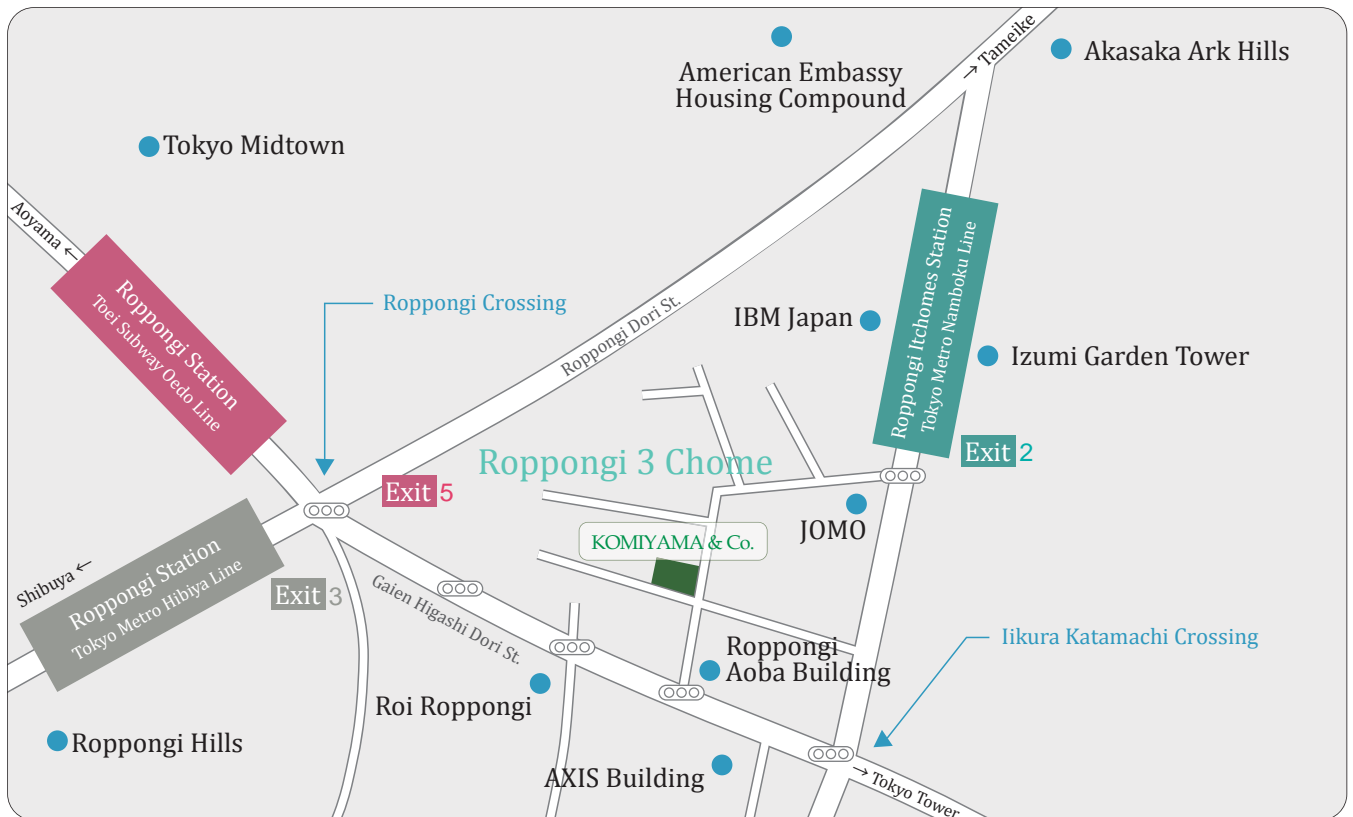 → Tameike
Akasaka Ark Hills
American Embassy
Housing Compound
Tokyo Midtown
Aoyama ←
Roppongi Station
Toei Subway Oedo Line
Roppongi Crossing
Roppongi Dori St.
IBM Japan
Roppongi Itchomes Station
Tokyo Metro Namboku Line
Izumi Garden Tower
Exit 2
Roppongi 3 Chome
Exit 5
JOMO
KOMIYAMA & Co.
Shibuya ←
Roppongi Station
Tokyo Metro Hibiya Line
Exit 3
Gaien Higashi Dori St.
Roppongi
Aoba Building
Iikura Katamachi Crossing
Roi Roppongi
Roppongi Hills
AXIS Building
→ Tokyo Tower